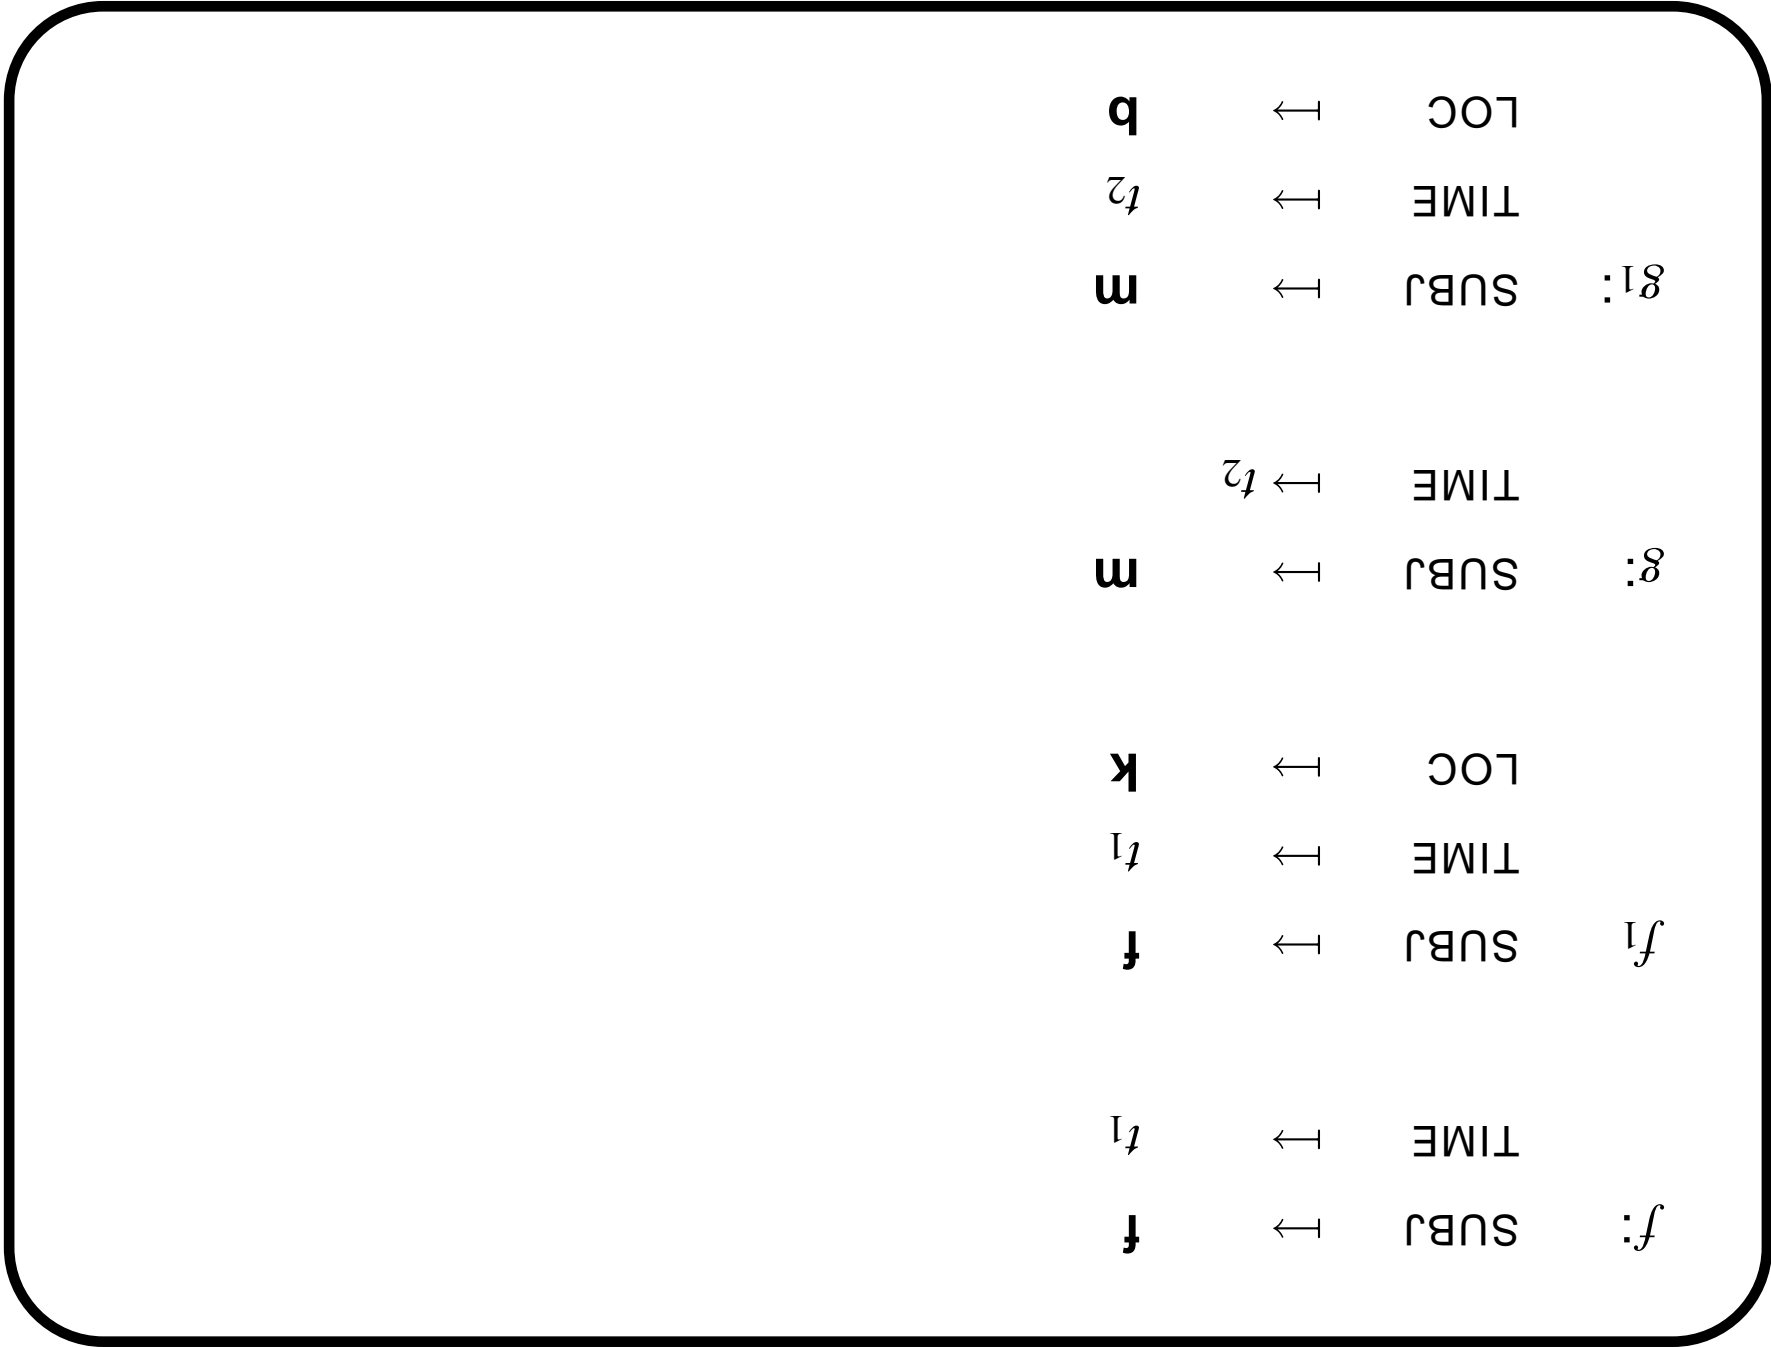 f: SUBJ ↦ f
TIME ↦ t₁
f₁ SUBJ ↦ f
TIME ↦ t₁
LOC ↦ k
g: SUBJ ↦ m
TIME ↦ t₂
g₁: SUBJ ↦ m
TIME ↦ t₂
LOC ↦ b